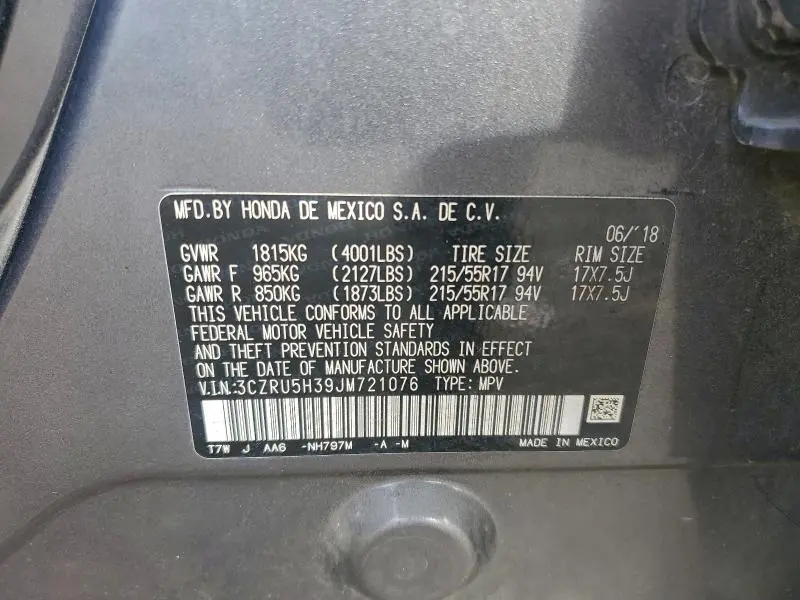 MFD.BY HONDA DE MEXICO S.A. DE C.V.
06/'18
GVWR 1815KG (4001LBS) TIRE SIZE RIM SIZE
GAWR F 965KG (2127LBS) 215/55R17 94V 17X7.5J
GAWR R 850KG (1873LBS) 215/55R17 94V 17X7.5J
THIS VEHICLE CONFORMS TO ALL APPLICABLE
FEDERAL MOTOR VEHICLE SAFETY
AND THEFT PREVENTION STANDARDS IN EFFECT
ON THE DATE OF MANUFACTURE SHOWN ABOVE.
V.I.N.:3CZRU5H39JM721076 TYPE: MPV
T7W J AA6 -NH797M -A -M MADE IN MEXICO